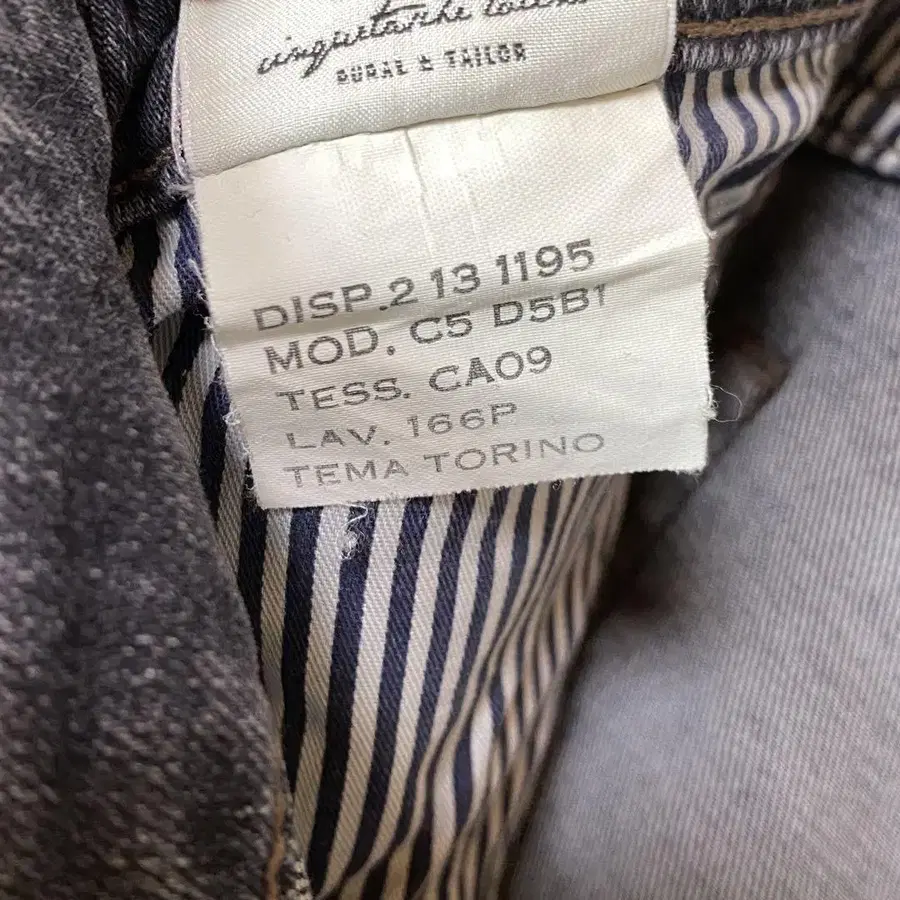 RURAL & TAILOR
DISP.2 13 1195
MOD. C5 D5B1
TESS. CA09
LAV. 166P
TEMA TORINO